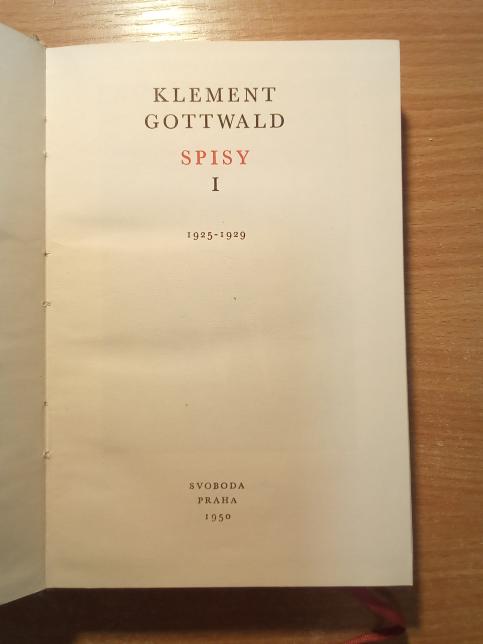 KLEMENT
GOTTWALD
SPISY
I
1925-1929
SVOBODA
PRAHA
1950